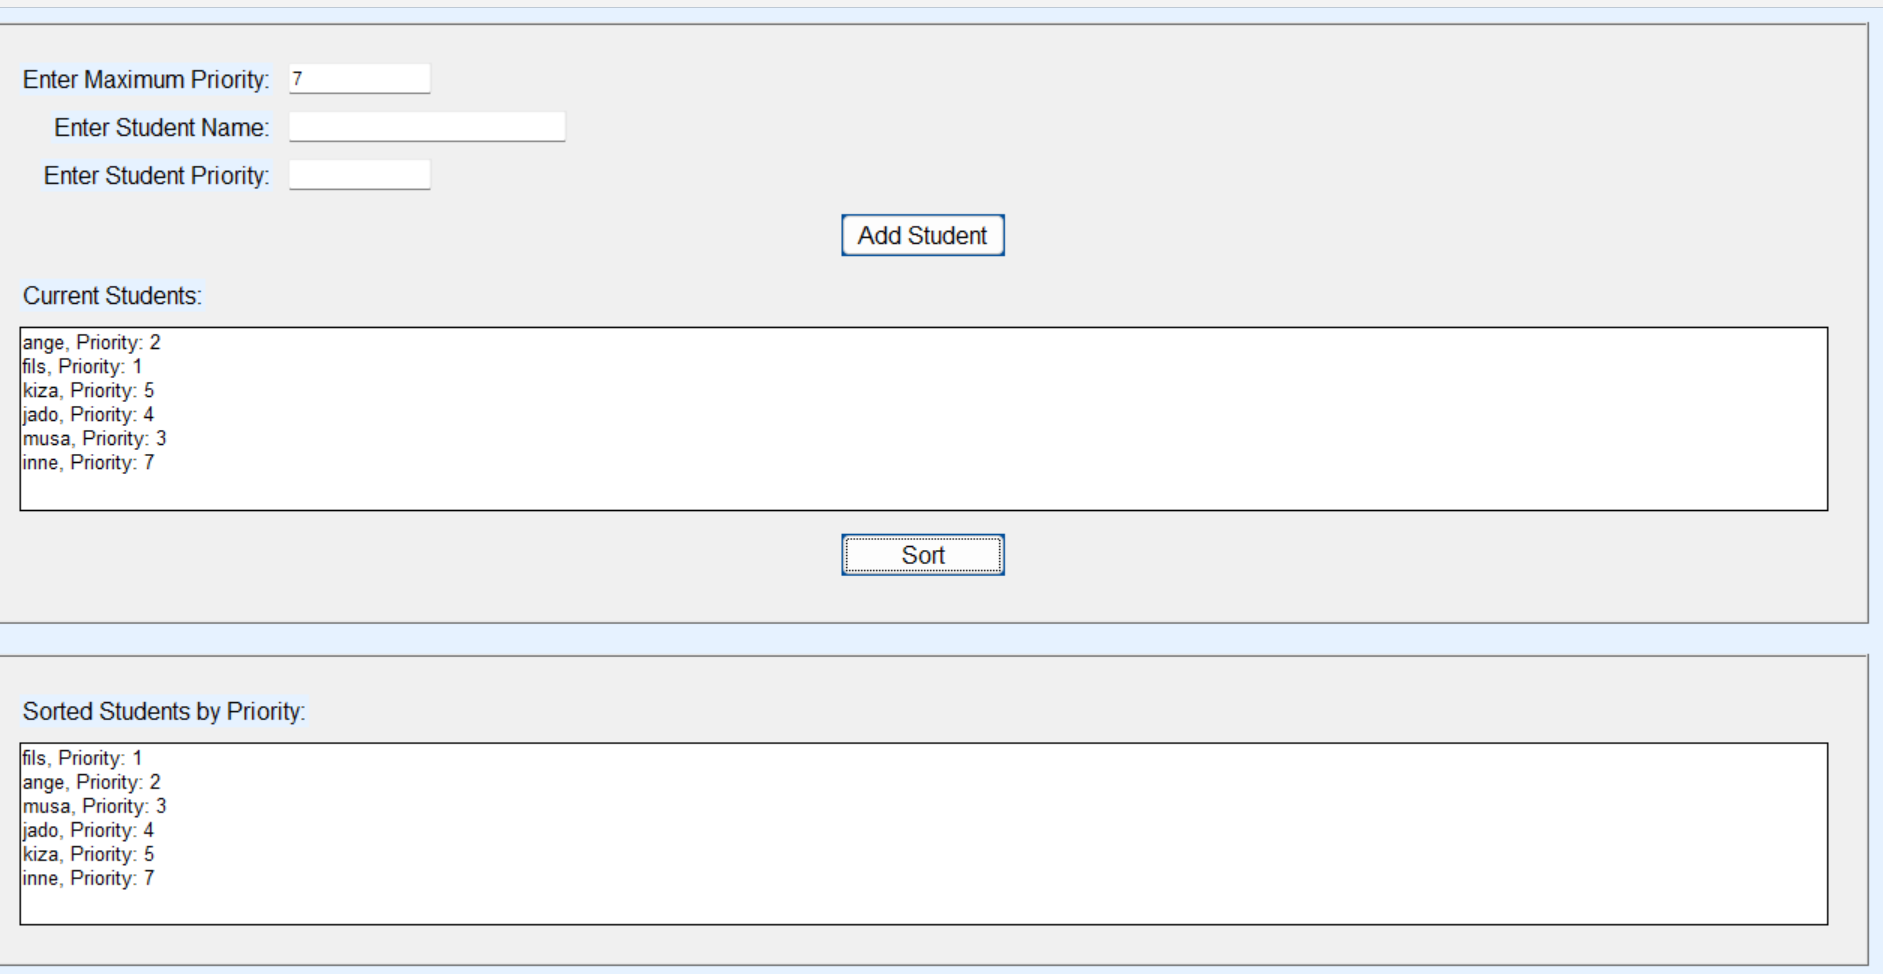 Enter Maximum Priority: 7
Enter Student Name:
Enter Student Priority:
Add Student
Current Students:
ange, Priority: 2
fils, Priority: 1
kiza, Priority: 5
jado, Priority: 4
musa, Priority: 3
inne, Priority: 7
Sort
Sorted Students by Priority:
fils, Priority: 1
ange, Priority: 2
musa, Priority: 3
jado, Priority: 4
kiza, Priority: 5
inne, Priority: 7